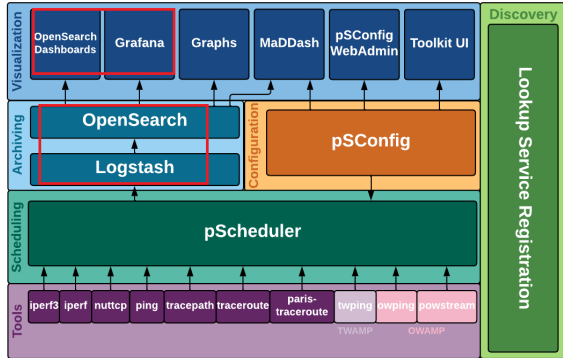 Visualization
OpenSearch
Dashboards
Grafana
Graphs
MaDDash
pSConfig
WebAdmin
Toolkit UI
Discovery
Lookup Service Registration
Archiving
OpenSearch
Logstash
Configuration
pSConfig
Scheduling
pScheduler
Tools
iperf3
iperf
nuttcp
ping
tracepath
traceroute
paris-
traceroute
twping
owping
powstream
TWAMP
OWAMP